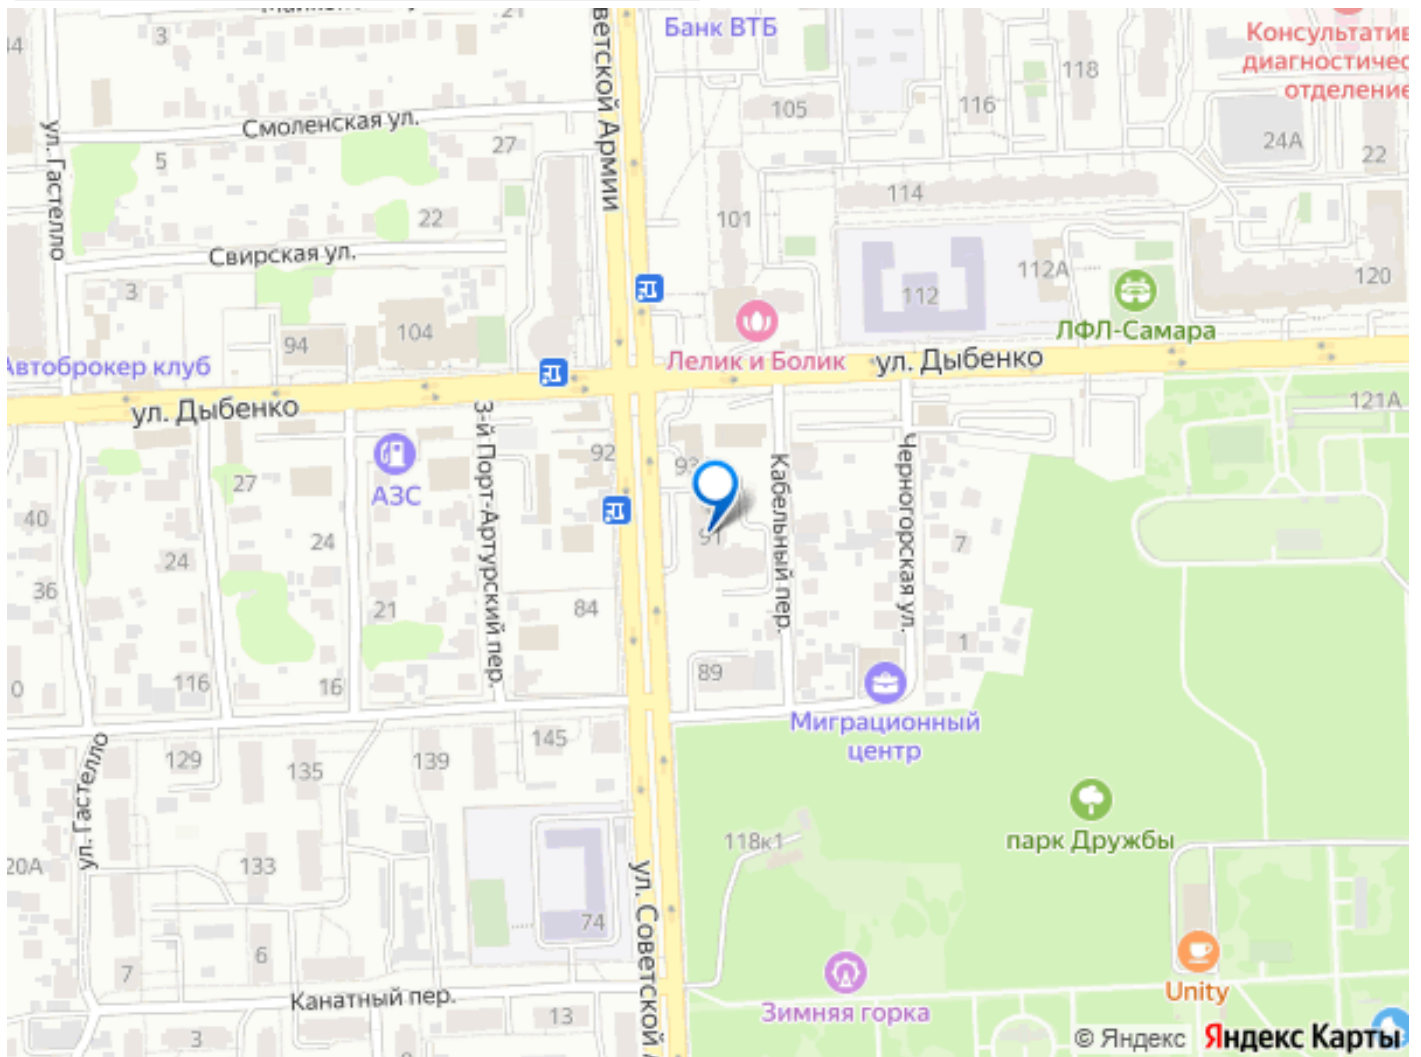 21
3
44
Банк ВТБ
Консультатив
диагностичес
отделение
ветской Армии
118
105
116
Смоленская ул.
27
5
ул. Гастелло
24А
22
114
22
101
Свирская ул.
112А
120
3
112
ЛФЛ-Самара
94
104
Автоброкер клуб
Лелик и Болик
ул. Дыбенко
ул. Дыбенко
121А
3-й Порт-Артурский пер.
92
93
Кабельный пер.
Черногорская ул.
АЗС
27
40
24
24
91
7
36
21
84
1
89
0
116
16
Миграционный
центр
145
129
135
139
ул. Гастелло
парк Дружбы
118к1
20А
133
ул. Советской А
74
6
7
Unity
Канатный пер.
Зимняя горка
13
3
© Яндекс Яндекс Карты